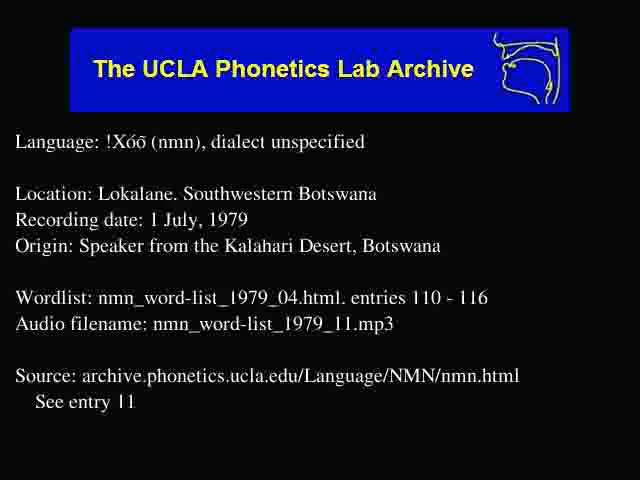 The UCLA Phonetics Lab Archive
Language: !Xóõ (nmn), dialect unspecified
Location: Lokalane. Southwestern Botswana
Recording date: 1 July, 1979
Origin: Speaker from the Kalahari Desert, Botswana
Wordlist: nmn_word-list_1979_04.html. entries 110 - 116
Audio filename: nmn_word-list_1979_11.mp3
Source: archive.phonetics.ucla.edu/Language/NMN/nmn.html
See entry 11